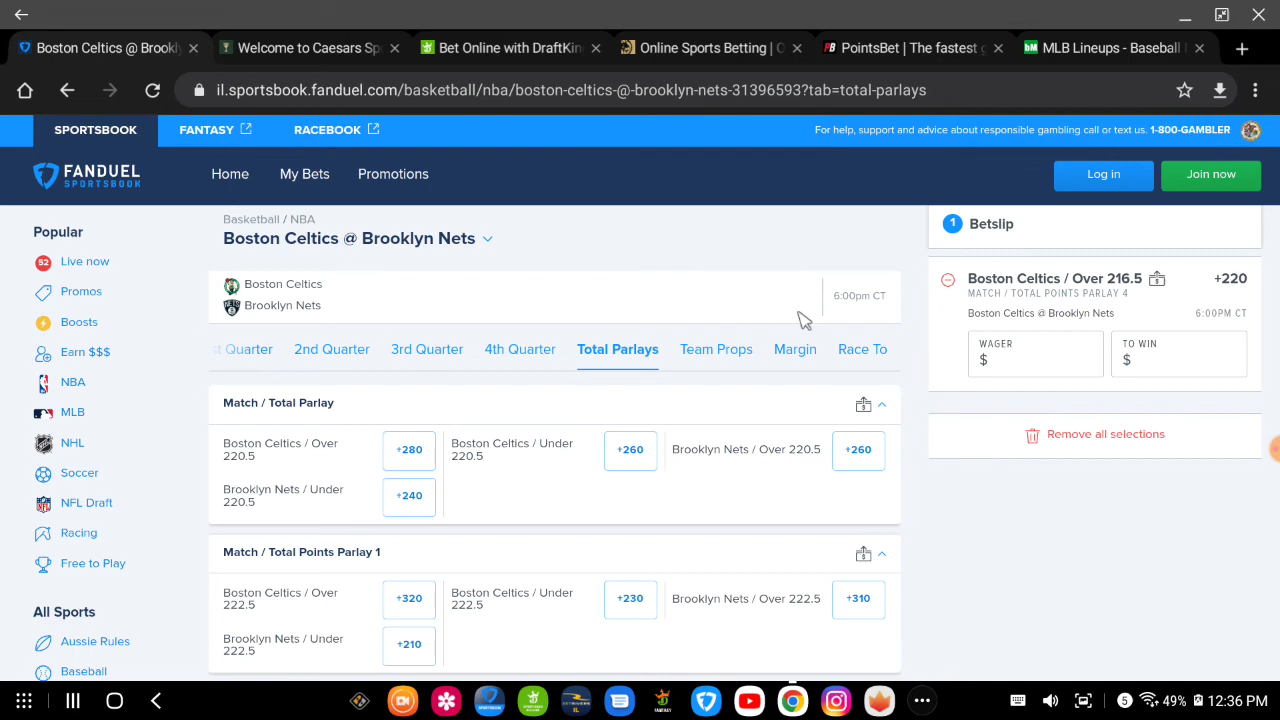 Boston Celtics @ Brookly
Welcome to Caesars Sp
Bet Online with DraftKin
Online Sports Betting | O
PointsBet | The fastest g
MLB Lineups - Baseball
il.sportsbook.fanduel.com/basketball/nba/boston-celtics-@-brooklyn-nets-31396593?tab=total-parlays
SPORTSBOOK
FANTASY
RACEBOOK
For help, support and advice about responsible gambling call or text us. 1-800-GAMBLER
FANDUEL
SPORTSBOOK
Home
My Bets
Promotions
Log in
Join now
Popular
52
Live now
Promos
Boosts
Earn $$$
NBA
MLB
NHL
Soccer
NFL Draft
Racing
Free to Play
All Sports
Aussie Rules
Baseball
Basketball / NBA
Boston Celtics @ Brooklyn Nets
Boston Celtics
Brooklyn Nets
6:00pm CT
st Quarter
2nd Quarter
3rd Quarter
4th Quarter
Total Parlays
Team Props
Margin
Race To
Match / Total Parlay
Boston Celtics / Over
220.5
+280
Boston Celtics / Under
220.5
+260
Brooklyn Nets / Over 220.5
+260
Brooklyn Nets / Under
220.5
+240
Match / Total Points Parlay 1
Boston Celtics / Over
222.5
+320
Boston Celtics / Under
222.5
+230
Brooklyn Nets / Over 222.5
+310
Brooklyn Nets / Under
222.5
+210
1
Betslip
Boston Celtics / Over 216.5
+220
MATCH / TOTAL POINTS PARLAY 4
Boston Celtics @ Brooklyn Nets
6:00PM CT
WAGER
$
TO WIN
$
Remove all selections
5
49%
12:36 PM